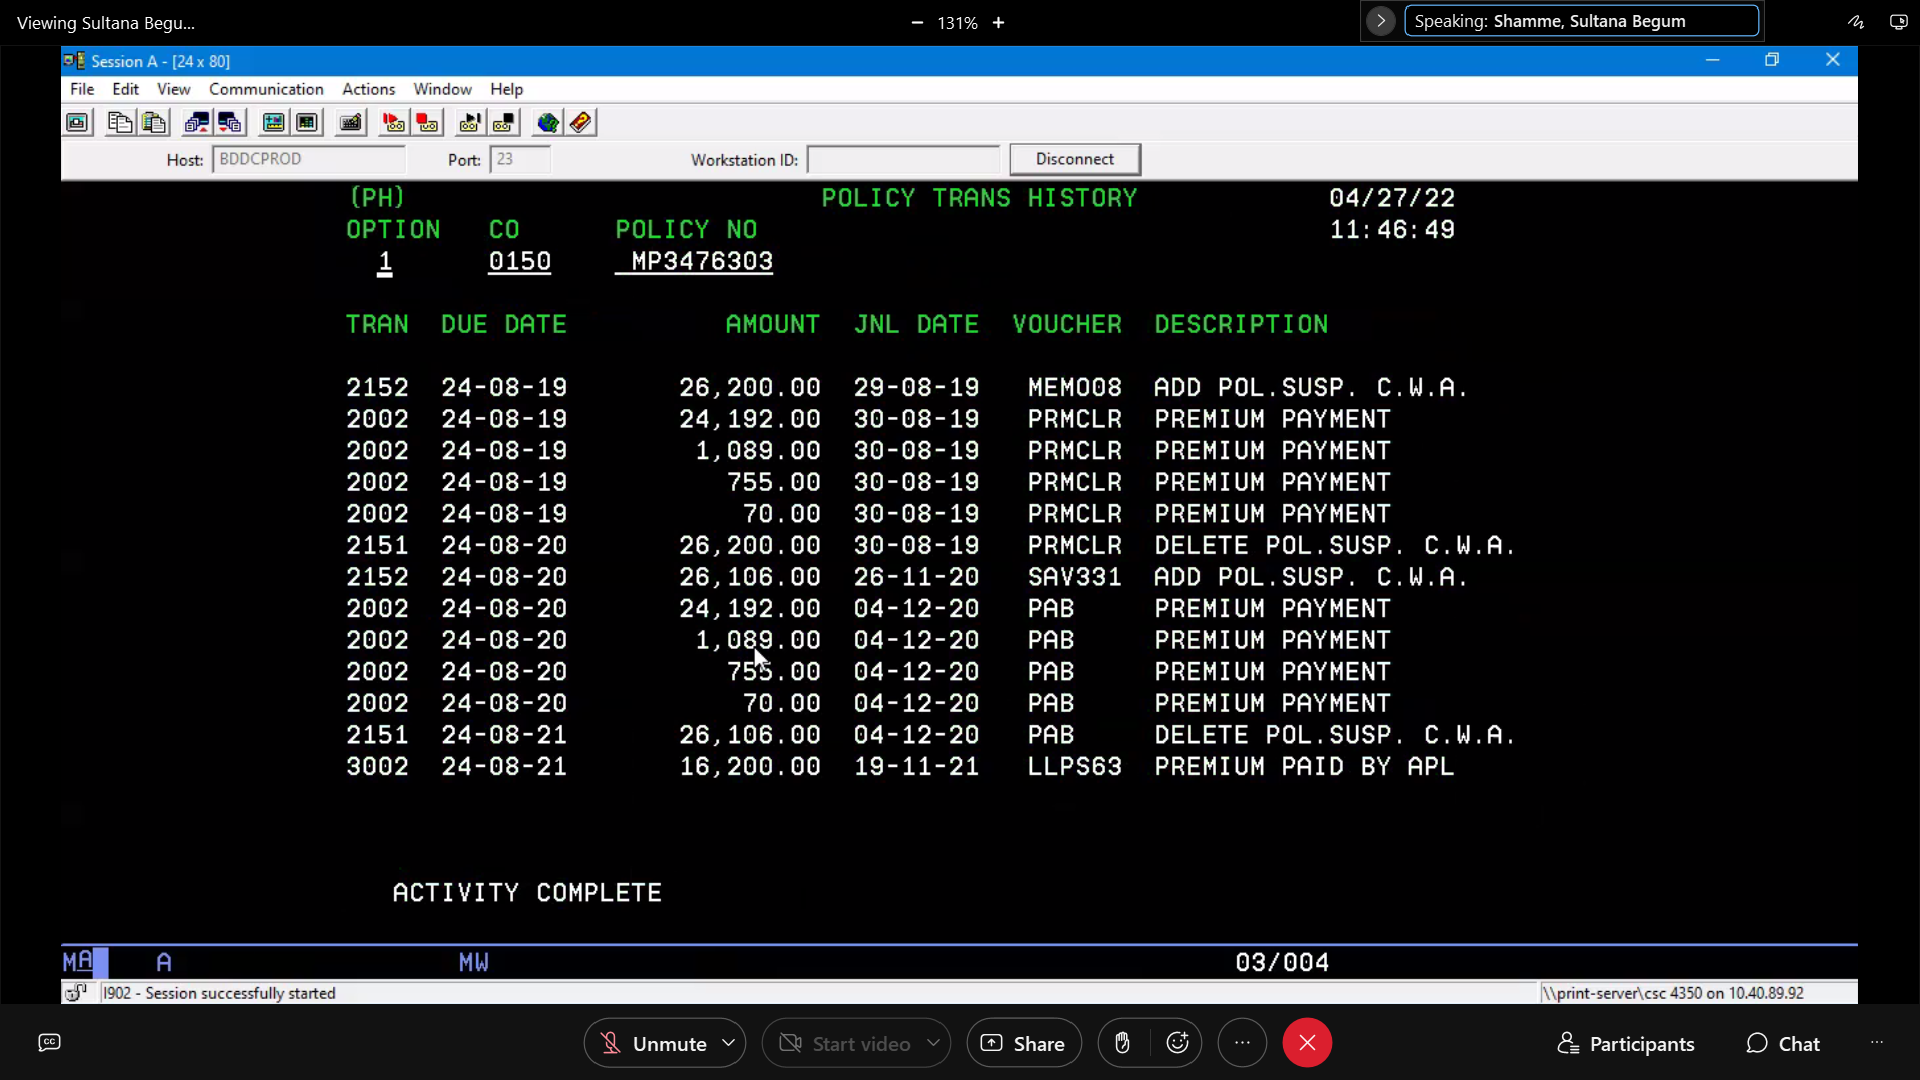 Viewing Sultana Begu...
131%
Speaking: Shamme, Sultana Begum
Session A - [24 x 80]
File Edit View Communication Actions Window Help
Host: BDDCPROD Port: 23 Workstation ID: Disconnect
(PH) POLICY TRANS HISTORY 04/27/22
OPTION CO POLICY NO 11:46:49
1 0150 MP3476303
TRAN DUE DATE AMOUNT JNL DATE VOUCHER DESCRIPTION
2152 24-08-19 26,200.00 29-08-19 MEMO08 ADD POL.SUSP. C.W.A.
2002 24-08-19 24,192.00 30-08-19 PRMCLR PREMIUM PAYMENT
2002 24-08-19 1,089.00 30-08-19 PRMCLR PREMIUM PAYMENT
2002 24-08-19 755.00 30-08-19 PRMCLR PREMIUM PAYMENT
2002 24-08-19 70.00 30-08-19 PRMCLR PREMIUM PAYMENT
2151 24-08-20 26,200.00 30-08-19 PRMCLR DELETE POL.SUSP. C.W.A.
2152 24-08-20 26,106.00 26-11-20 SAV331 ADD POL.SUSP. C.W.A.
2002 24-08-20 24,192.00 04-12-20 PAB PREMIUM PAYMENT
2002 24-08-20 1,089.00 04-12-20 PAB PREMIUM PAYMENT
2002 24-08-20 755.00 04-12-20 PAB PREMIUM PAYMENT
2002 24-08-20 70.00 04-12-20 PAB PREMIUM PAYMENT
2151 24-08-21 26,106.00 04-12-20 PAB DELETE POL.SUSP. C.W.A.
3002 24-08-21 16,200.00 19-11-21 LLPS63 PREMIUM PAID BY APL
ACTIVITY COMPLETE
MA A MW 03/004
I902 - Session successfully started \\print-server\csc 4350 on 10.40.89.92
CC Unmute Start video Share ... Participants Chat ...